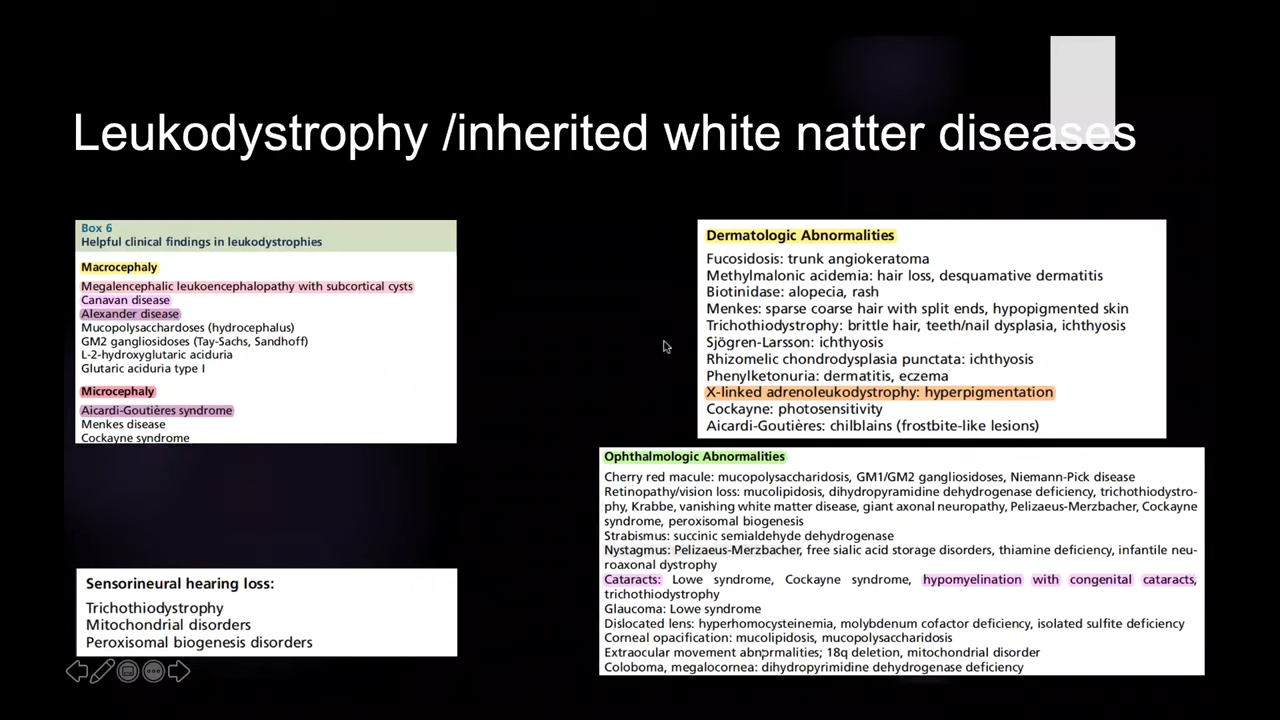 Leukodystrophy /inherited white natter diseases
Box 6
Helpful clinical findings in leukodystrophies
Macrocephaly
Megalencephalic leukoencephalopathy with subcortical cysts
Canavan disease
Alexander disease
Mucopolysacchardoses (hydrocephalus)
GM2 gangliosidoses (Tay-Sachs, Sandhoff)
L-2-hydroxyglutaric aciduria
Glutaric aciduria type I
Microcephaly
Aicardi-Goutières syndrome
Menkes disease
Cockayne syndrome
Sensorineural hearing loss:
Trichothiodystrophy
Mitochondrial disorders
Peroxisomal biogenesis disorders
Dermatologic Abnormalities
Fucosidosis: trunk angiokeratoma
Methylmalonic acidemia: hair loss, desquamative dermatitis
Biotinidase: alopecia, rash
Menkes: sparse coarse hair with split ends, hypopigmented skin
Trichothiodystrophy: brittle hair, teeth/nail dysplasia, ichthyosis
Sjögren-Larsson: ichthyosis
Rhizomelic chondrodysplasia punctata: ichthyosis
Phenylketonuria: dermatitis, eczema
X-linked adrenoleukodystrophy: hyperpigmentation
Cockayne: photosensitivity
Aicardi-Goutières: chilblains (frostbite-like lesions)
Ophthalmologic Abnormalities
Cherry red macule: mucopolysaccharidosis, GM1/GM2 gangliosidoses, Niemann-Pick disease
Retinopathy/vision loss: mucolipidosis, dihydropyramidine dehydrogenase deficiency, trichothiodystro-
phy, Krabbe, vanishing white matter disease, giant axonal neuropathy, Pelizaeus-Merzbacher, Cockayne
syndrome, peroxisomal biogenesis
Strabismus: succinic semialdehyde dehydrogenase
Nystagmus: Pelizaeus-Merzbacher, free sialic acid storage disorders, thiamine deficiency, infantile neu-
roaxonal dystrophy
Cataracts: Lowe syndrome, Cockayne syndrome, hypomyelination with congenital cataracts,
trichothiodystrophy
Glaucoma: Lowe syndrome
Dislocated lens: hyperhomocysteinemia, molybdenum cofactor deficiency, isolated sulfite deficiency
Corneal opacification: mucolipidosis, mucopolysaccharidosis
Extraocular movement abnormalities; 18q deletion, mitochondrial disorder
Coloboma, megalocornea: dihydropyrimidine dehydrogenase deficiency